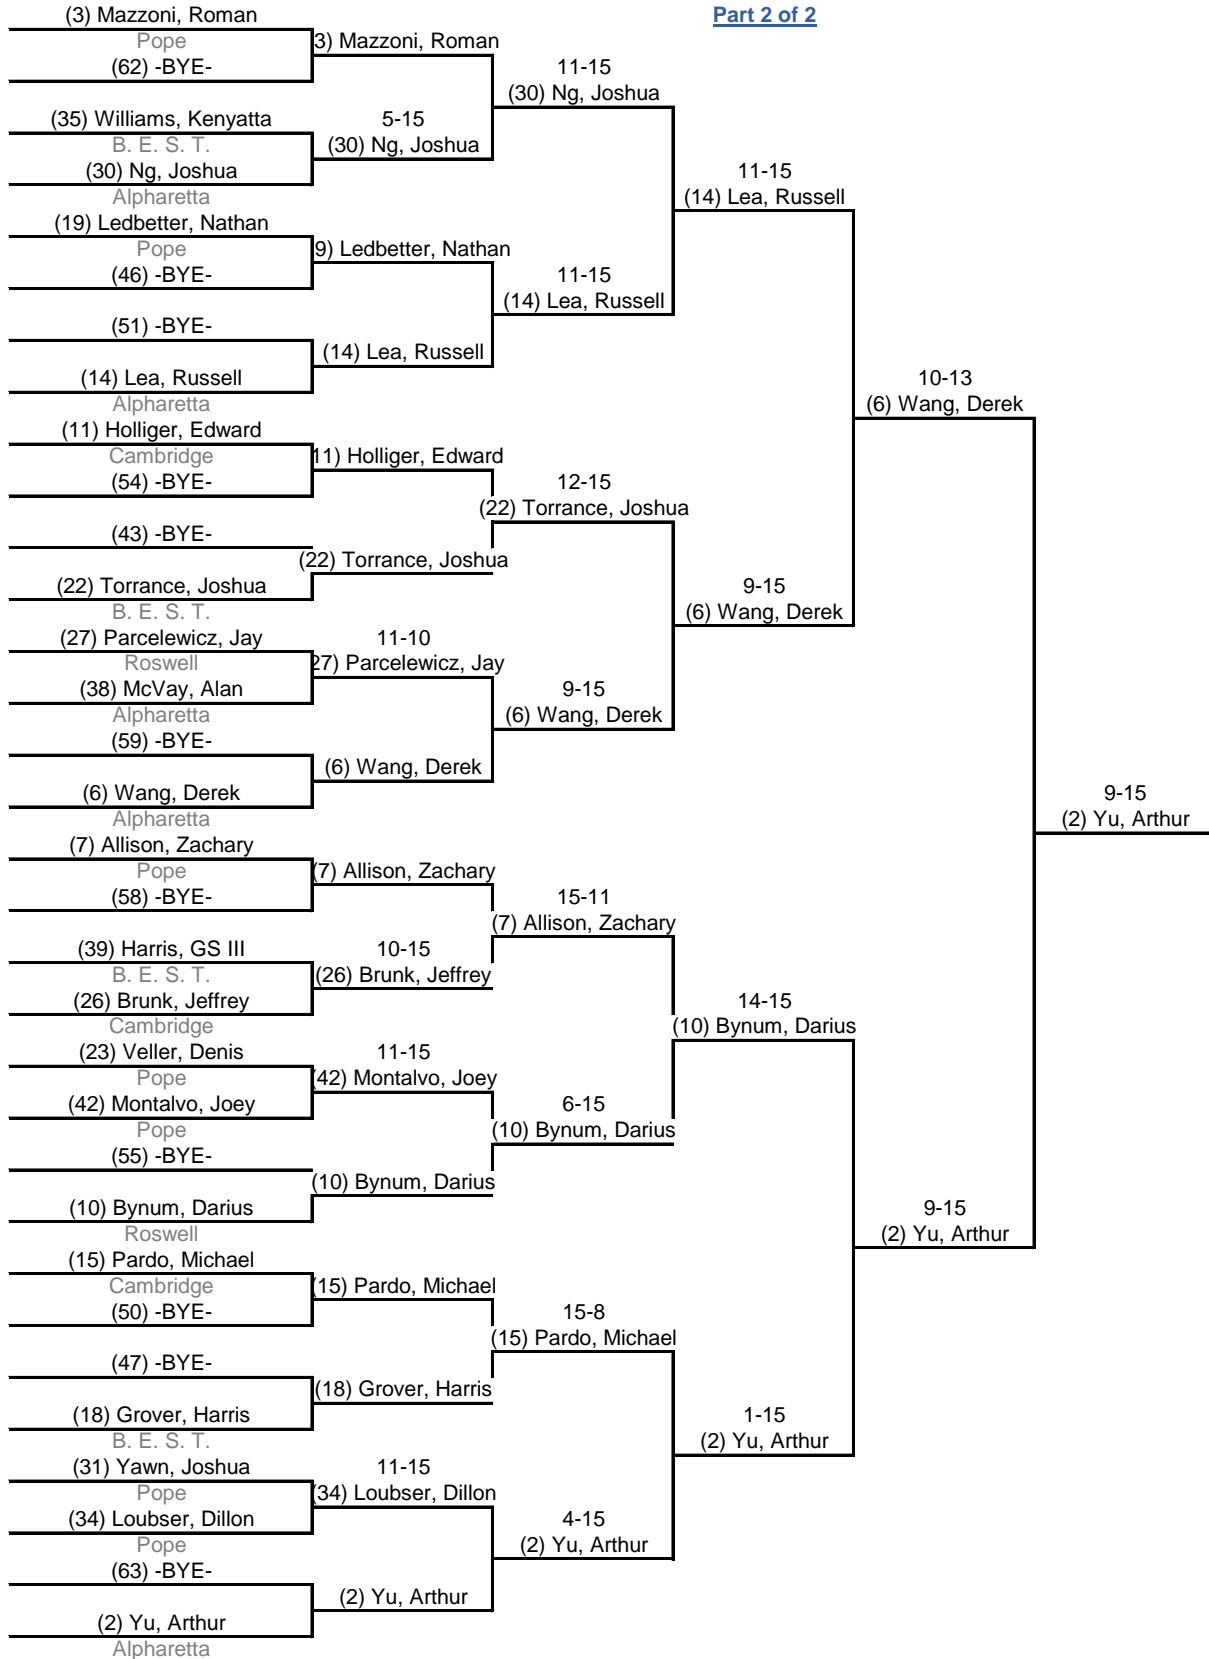 (3) Mazzoni, Roman
Part 2 of 2
Pope
3) Mazzoni, Roman
(62) -BYE-
11-15
(30) Ng, Joshua
(35) Williams, Kenyatta
5-15
B. E. S. T.
(30) Ng, Joshua
(30) Ng, Joshua
11-15
Alpharetta
(14) Lea, Russell
(19) Ledbetter, Nathan
Pope
9) Ledbetter, Nathan
(46) -BYE-
11-15
(14) Lea, Russell
(51) -BYE-
(14) Lea, Russell
(14) Lea, Russell
10-13
Alpharetta
(6) Wang, Derek
(11) Holliger, Edward
Cambridge
11) Holliger, Edward
(54) -BYE-
12-15
(22) Torrance, Joshua
(43) -BYE-
(22) Torrance, Joshua
(22) Torrance, Joshua
9-15
B. E. S. T.
(6) Wang, Derek
(27) Parcelewicz, Jay
11-10
Roswell
27) Parcelewicz, Jay
(38) McVay, Alan
9-15
Alpharetta
(6) Wang, Derek
(59) -BYE-
(6) Wang, Derek
(6) Wang, Derek
9-15
Alpharetta
(2) Yu, Arthur
(7) Allison, Zachary
Pope
(7) Allison, Zachary
(58) -BYE-
15-11
(7) Allison, Zachary
(39) Harris, GS III
10-15
B. E. S. T.
(26) Brunk, Jeffrey
(26) Brunk, Jeffrey
14-15
Cambridge
(10) Bynum, Darius
(23) Veller, Denis
11-15
Pope
(42) Montalvo, Joey
(42) Montalvo, Joey
6-15
Pope
(10) Bynum, Darius
(55) -BYE-
(10) Bynum, Darius
(10) Bynum, Darius
9-15
Roswell
(2) Yu, Arthur
(15) Pardo, Michael
Cambridge
(15) Pardo, Michael
(50) -BYE-
15-8
(15) Pardo, Michael
(47) -BYE-
(18) Grover, Harris
(18) Grover, Harris
1-15
B. E. S. T.
(2) Yu, Arthur
(31) Yawn, Joshua
11-15
Pope
(34) Loubser, Dillon
(34) Loubser, Dillon
4-15
Pope
(2) Yu, Arthur
(63) -BYE-
(2) Yu, Arthur
(2) Yu, Arthur
Alpharetta